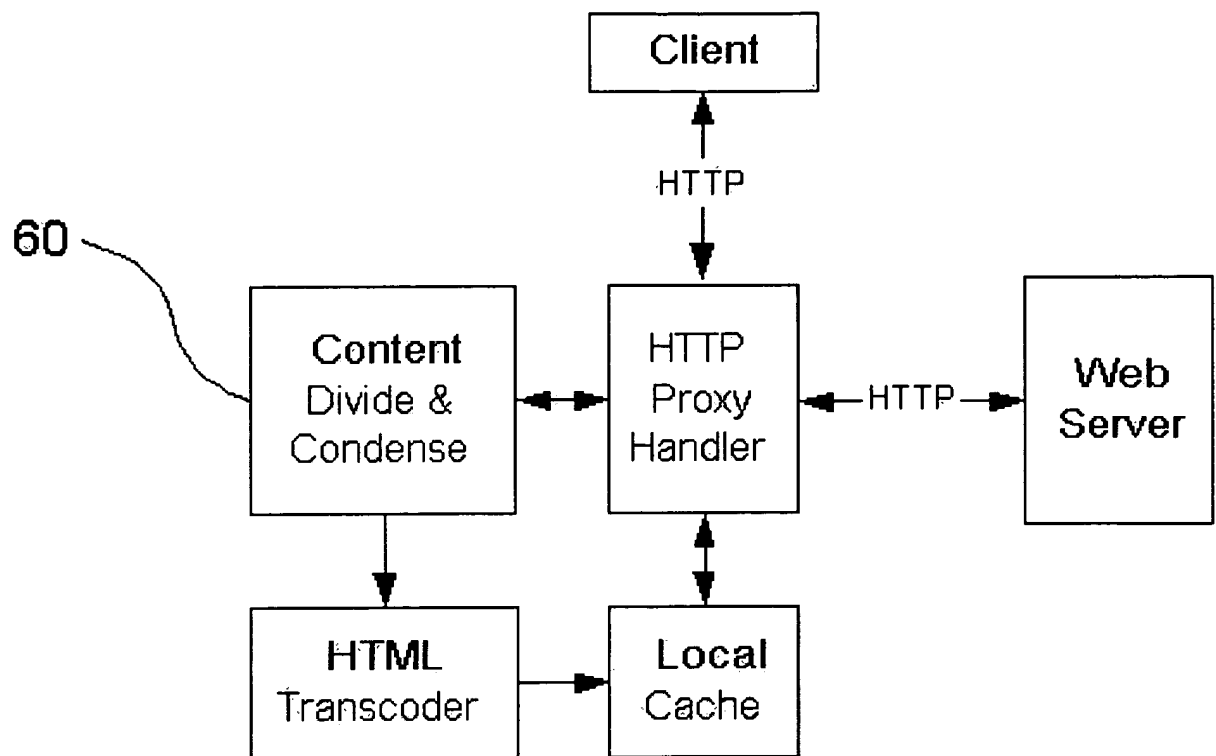 Client
HTTP
60
Content
Divide &
Condense
HTTP
Proxy
Handler
HTTP
Web
Server
HTML
Transcoder
Local
Cache